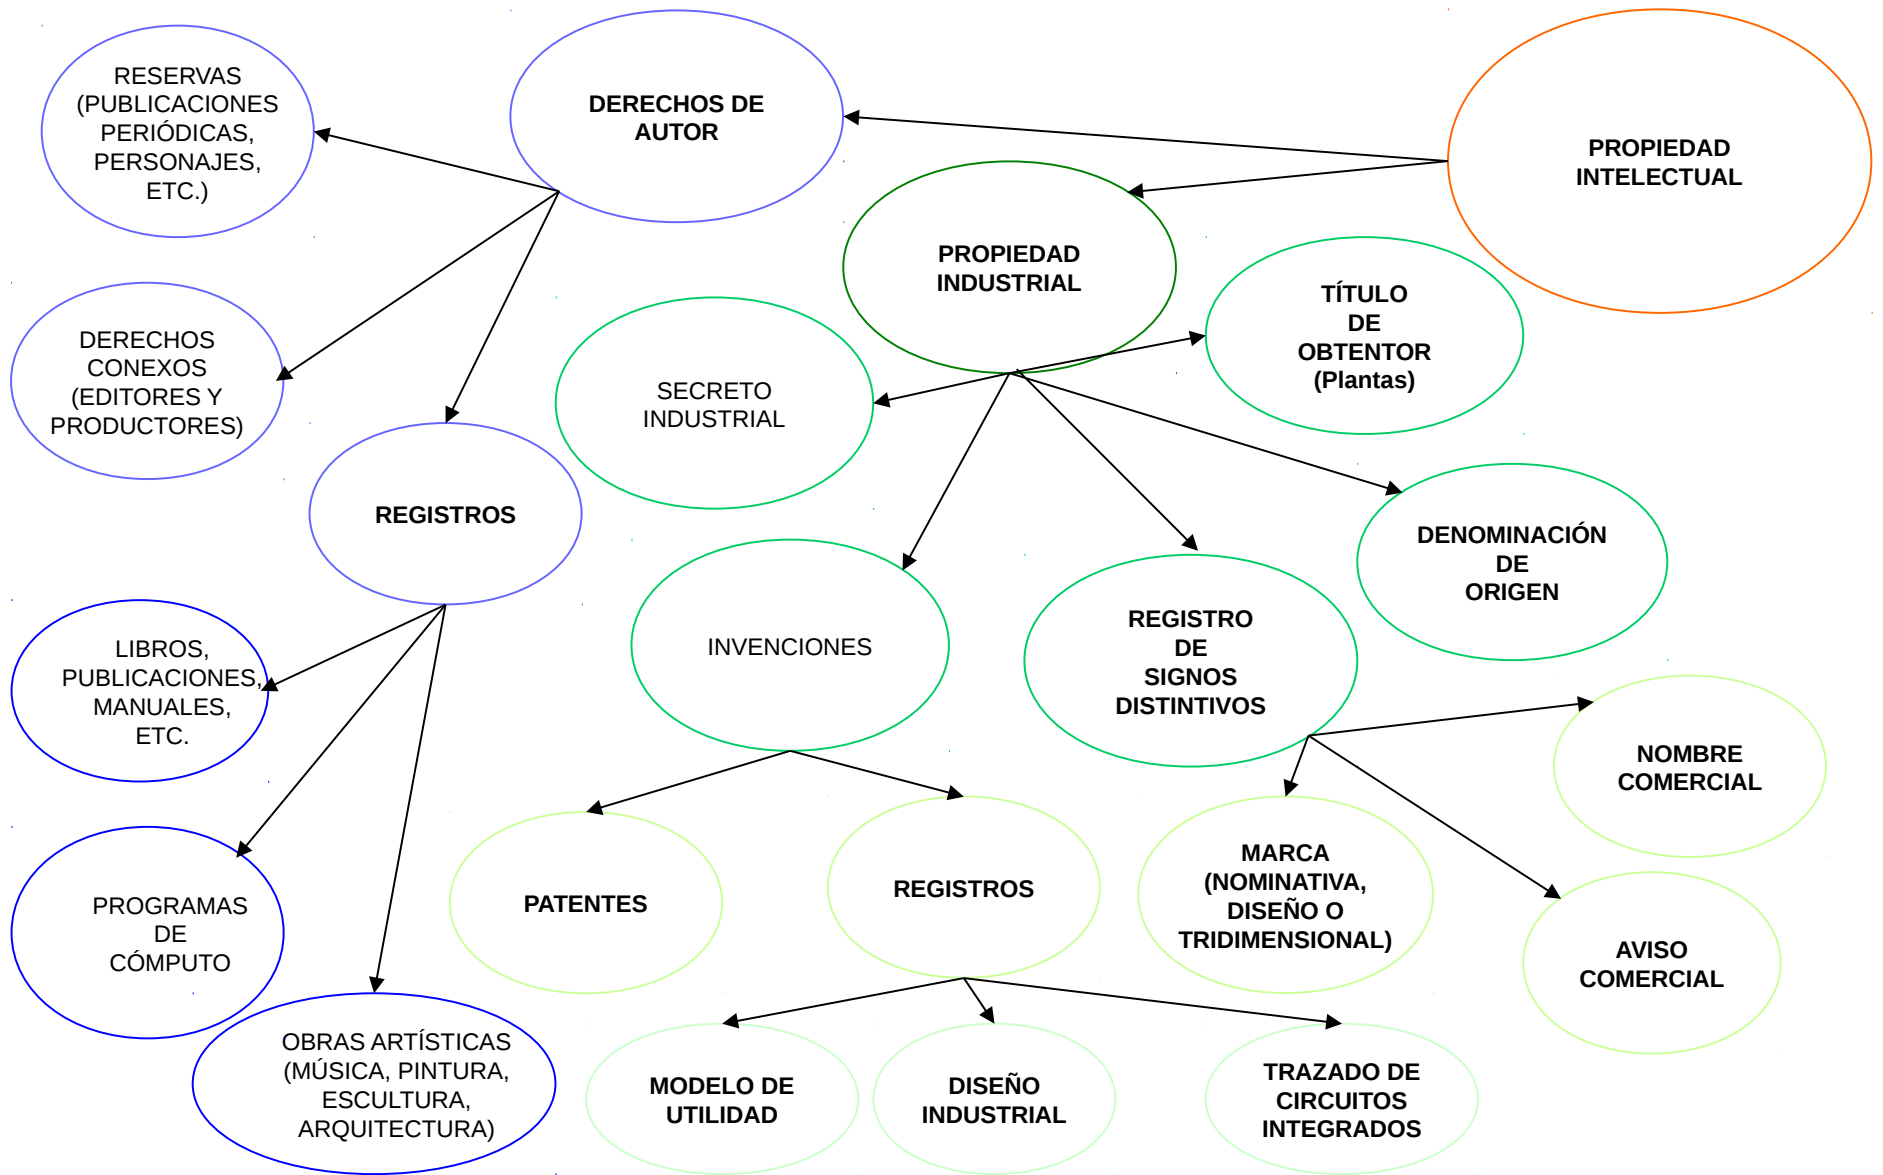 RESERVAS
(PUBLICACIONES
PERIÓDICAS,
PERSONAJES,
ETC.)
DERECHOS DE
AUTOR
PROPIEDAD
INTELECTUAL
PROPIEDAD
INDUSTRIAL
TÍTULO
DE
OBTENTOR
(Plantas)
DERECHOS
CONEXOS
(EDITORES Y
PRODUCTORES)
SECRETO
INDUSTRIAL
REGISTROS
DENOMINACIÓN
DE
ORIGEN
LIBROS,
PUBLICACIONES,
MANUALES,
ETC.
INVENCIONES
REGISTRO
DE
SIGNOS
DISTINTIVOS
NOMBRE
COMERCIAL
PROGRAMAS
DE
CÓMPUTO
PATENTES
REGISTROS
MARCA
(NOMINATIVA,
DISEÑO O
TRIDIMENSIONAL)
AVISO
COMERCIAL
OBRAS ARTÍSTICAS
(MÚSICA, PINTURA,
ESCULTURA,
ARQUITECTURA)
MODELO DE
UTILIDAD
DISEÑO
INDUSTRIAL
TRAZADO DE
CIRCUITOS
INTEGRADOS